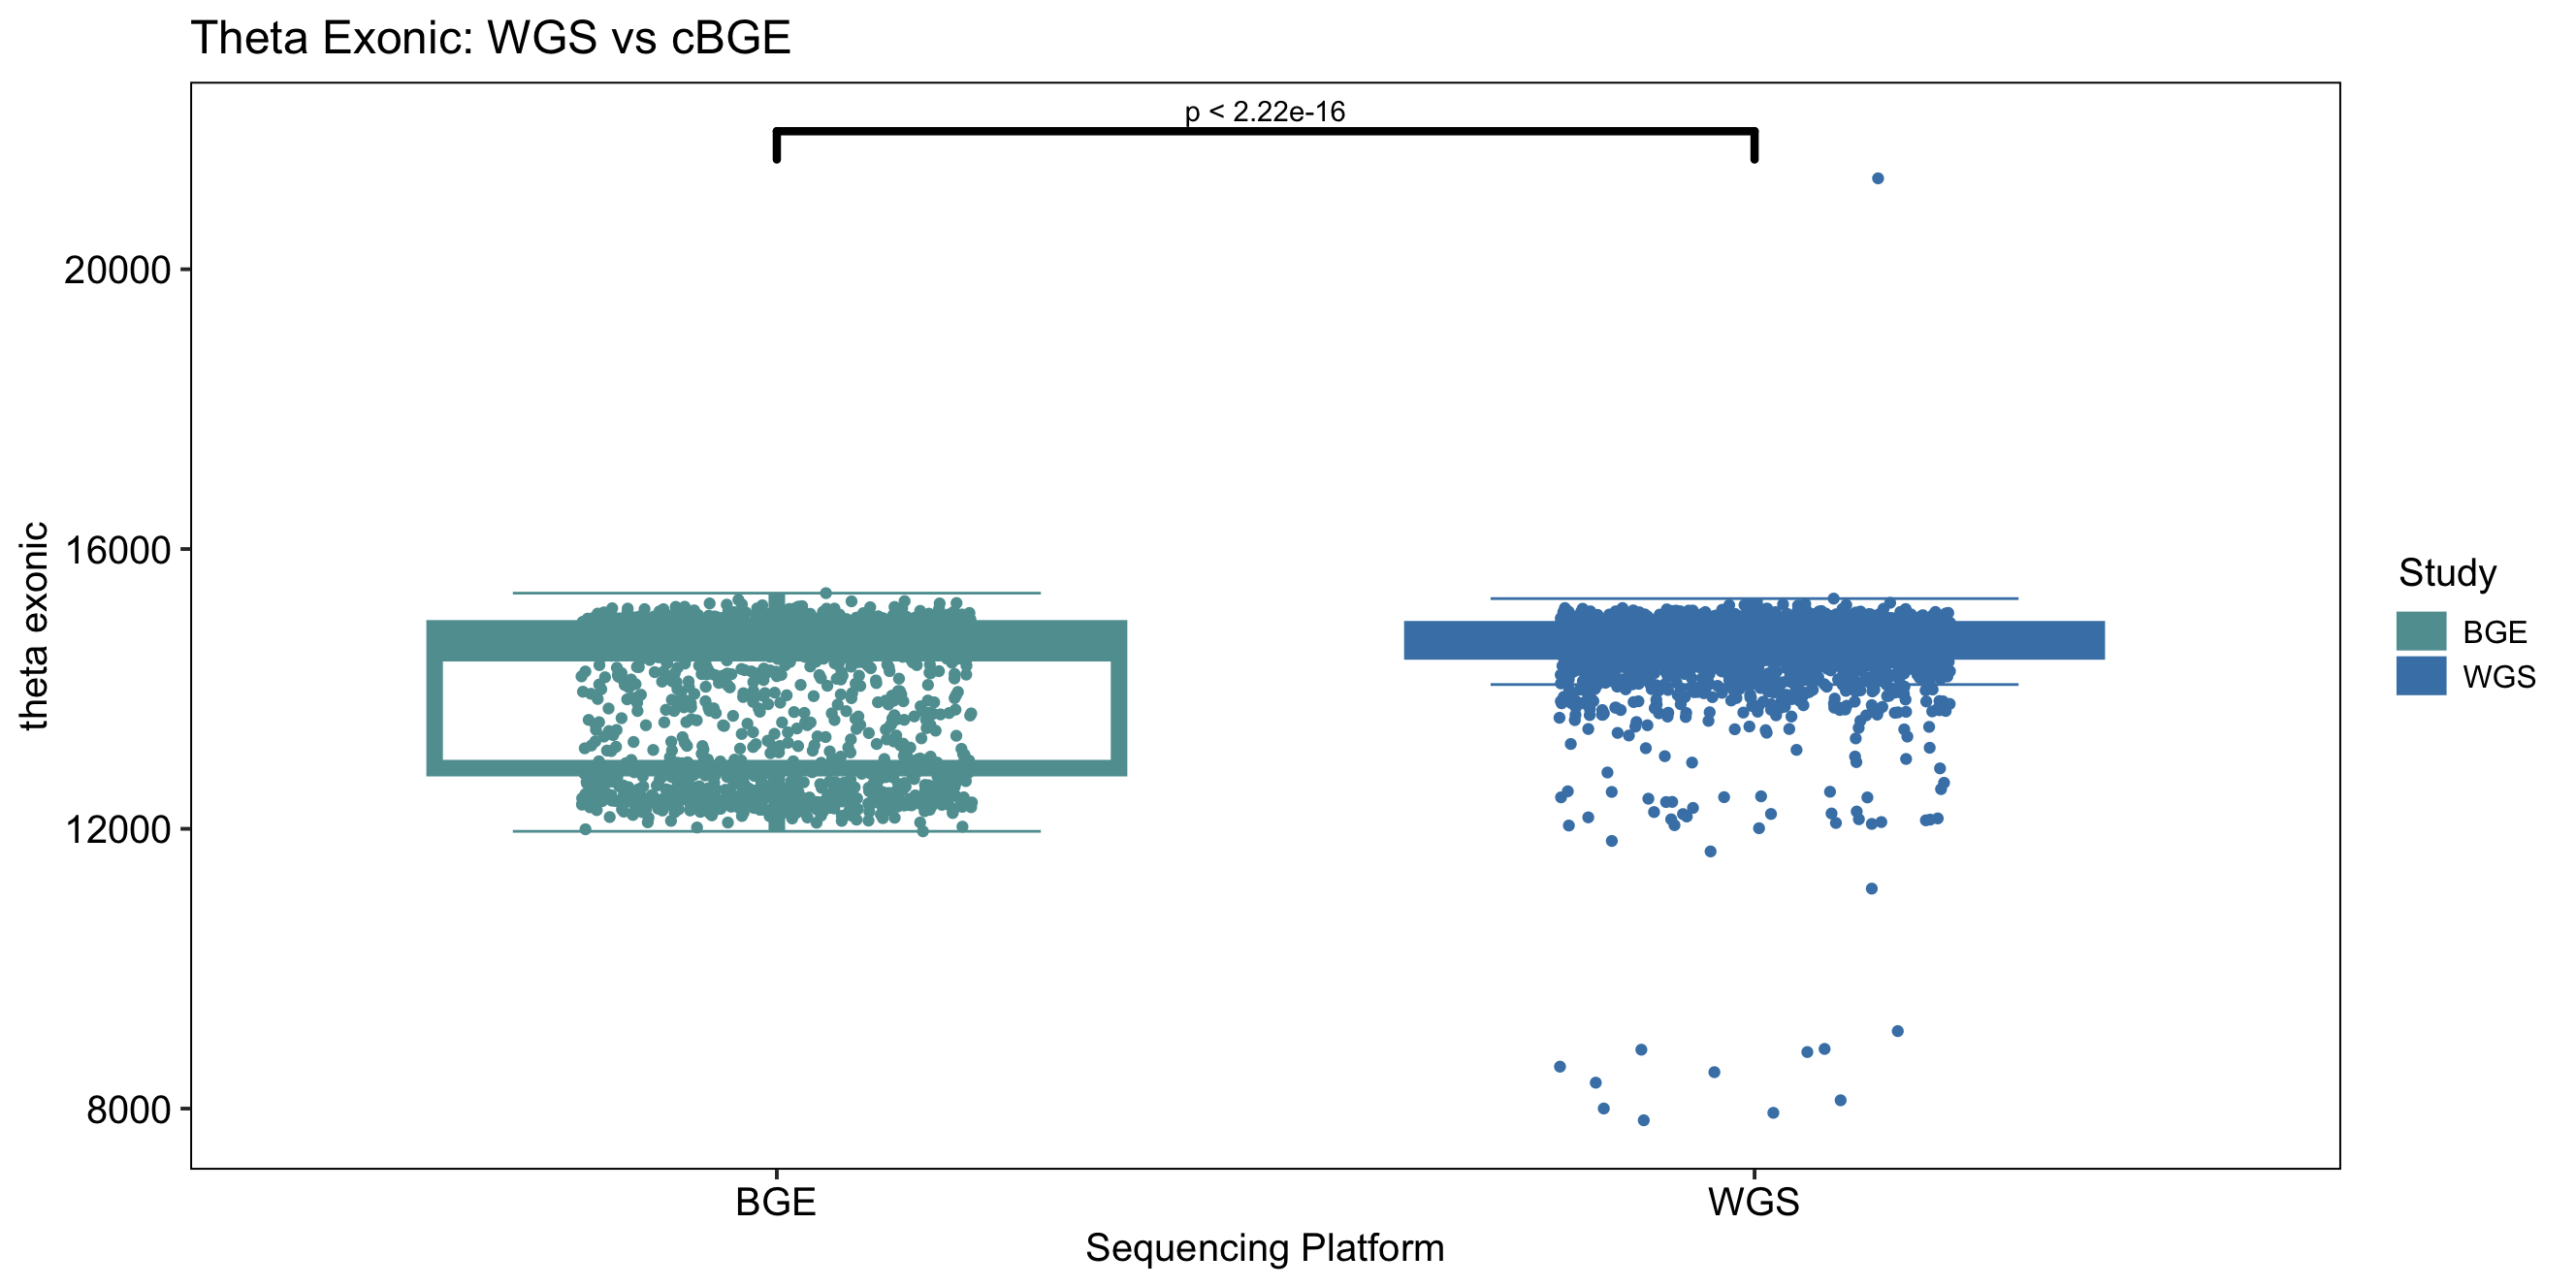 Theta Exonic: WGS vs cBGE
p < 2.22e-16
20000
16000
12000
8000
theta exonic
BGE
WGS
Sequencing Platform
Study
BGE
WGS